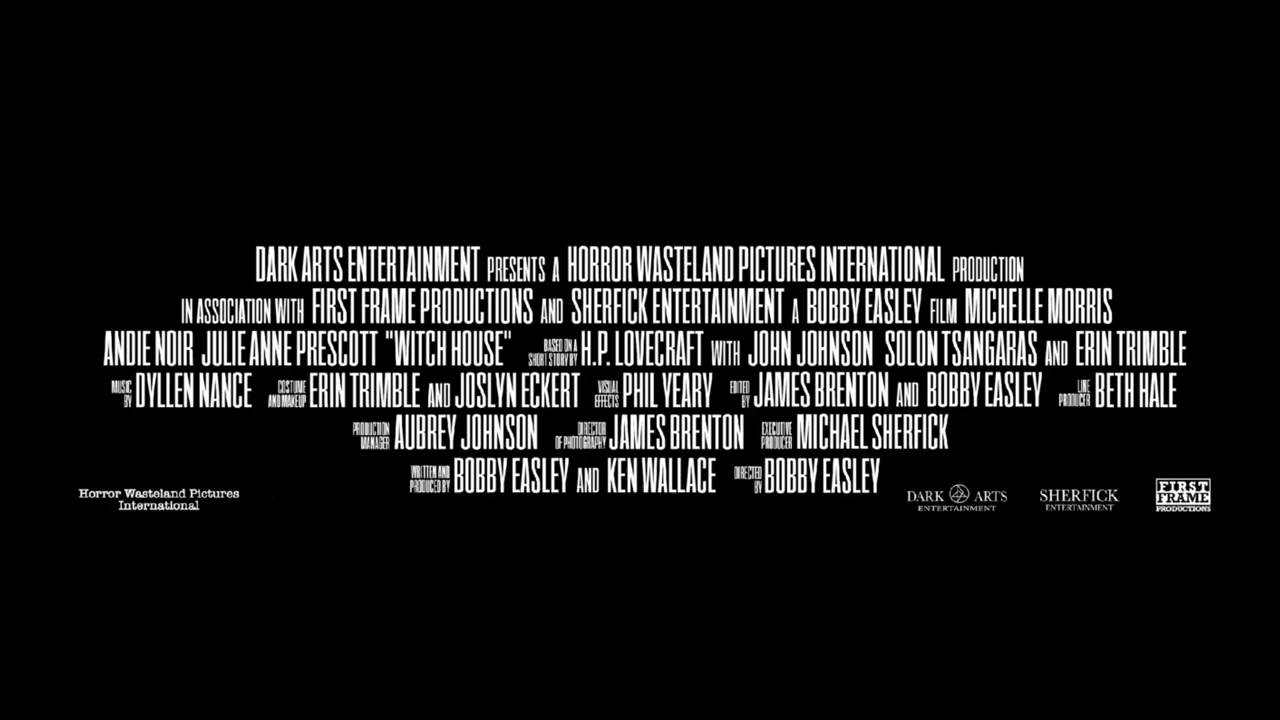 DARK ARTS ENTERTAINMENT PRESENTS A HORROR WASTELAND PICTURES INTERNATIONAL PRODUCTION
IN ASSOCIATION WITH FIRST FRAME PRODUCTIONS AND SHERFICK ENTERTAINMENT A BOBBY EASLEY FILM MICHELLE MORRIS
ANDIE NOIR JULIE ANNE PRESCOTT "WITCH HOUSE" BASED ON A SHORT STORY BY H.P. LOVECRAFT WITH JOHN JOHNSON SOLON TSANGARAS AND ERIN TRIMBLE
MUSIC BY DYLLEN NANCE COSTUME AND MAKEUP ERIN TRIMBLE AND JOSLYN ECKERT VISUAL EFFECTS PHIL YEARY EDITED BY JAMES BRENTON AND BOBBY EASLEY LINE PRODUCER BETH HALE
PRODUCTION MANAGER AUBREY JOHNSON DIRECTOR OF PHOTOGRAPHY JAMES BRENTON EXECUTIVE PRODUCER MICHAEL SHERFICK
WRITTEN AND PRODUCED BY BOBBY EASLEY AND KEN WALLACE DIRECTED BY BOBBY EASLEY
Horror Wasteland Pictures
International
DARK ARTS
ENTERTAINMENT
SHERFICK
ENTERTAINMENT
FIRST
FRAME
PRODUCTIONS